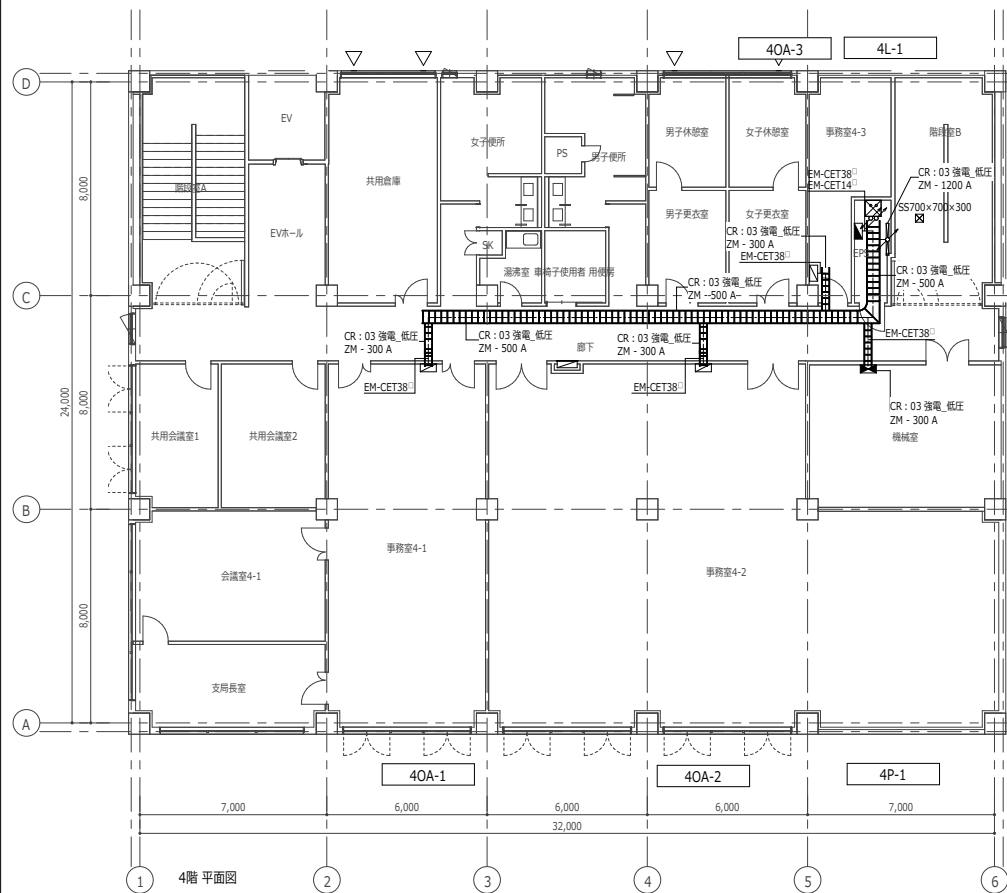 4OA-3
4L-1
D
EV
女子便所
PS
男子便所
男子休憩室
女子休憩室
事務室4-3
階段室B
EM-CET38□
EM-CET14□
CR : 03 強電_低圧
ZM - 1200 A
SS700×700×300
階段室A
共用倉庫
8,000
EVホール
男子更衣室
女子更衣室
CR : 03 強電_低圧
ZM - 300 A
EM-CET38□
EPS
SK
湯沸室
車椅子使用者 用便房
CR : 03 強電_低圧
ZM - 500 A
CR : 03 強電_低圧
ZM - 500 A
C
CR : 03 強電_低圧
ZM - 300 A
CR : 03 強電_低圧
ZM - 500 A
廊下
CR : 03 強電_低圧
ZM - 300 A
EM-CET38□
EM-CET38□
EM-CET38□
24,000
8,000
CR : 03 強電_低圧
ZM - 300 A
機械室
共用会議室1
共用会議室2
B
事務室4-1
会議室4-1
事務室4-2
8,000
支局長室
A
4OA-1
4OA-2
4P-1
7,000
6,000
6,000
6,000
7,000
32,000
1
4階 平面図
2
3
4
5
6